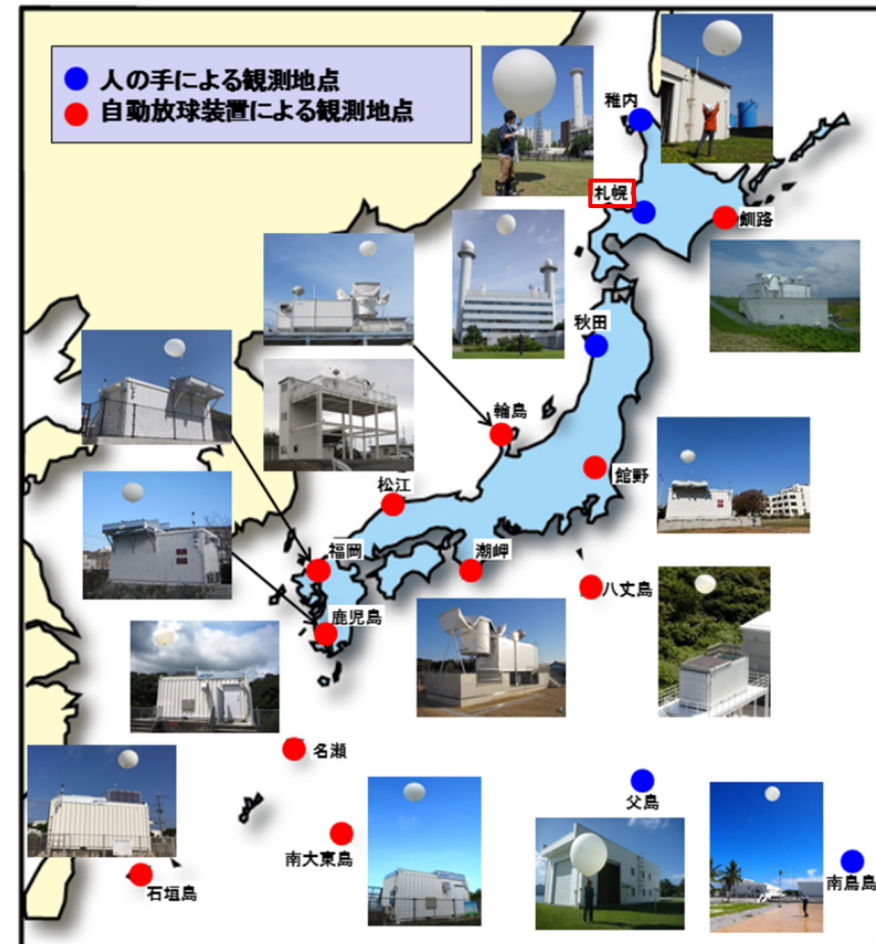 人の手による観測地点
自動放球装置による観測地点
稚内
札幌
釧路
秋田
輪島
館野
松江
福岡
潮岬
八丈島
鹿児島
名瀬
父島
南大東島
南鳥島
石垣島